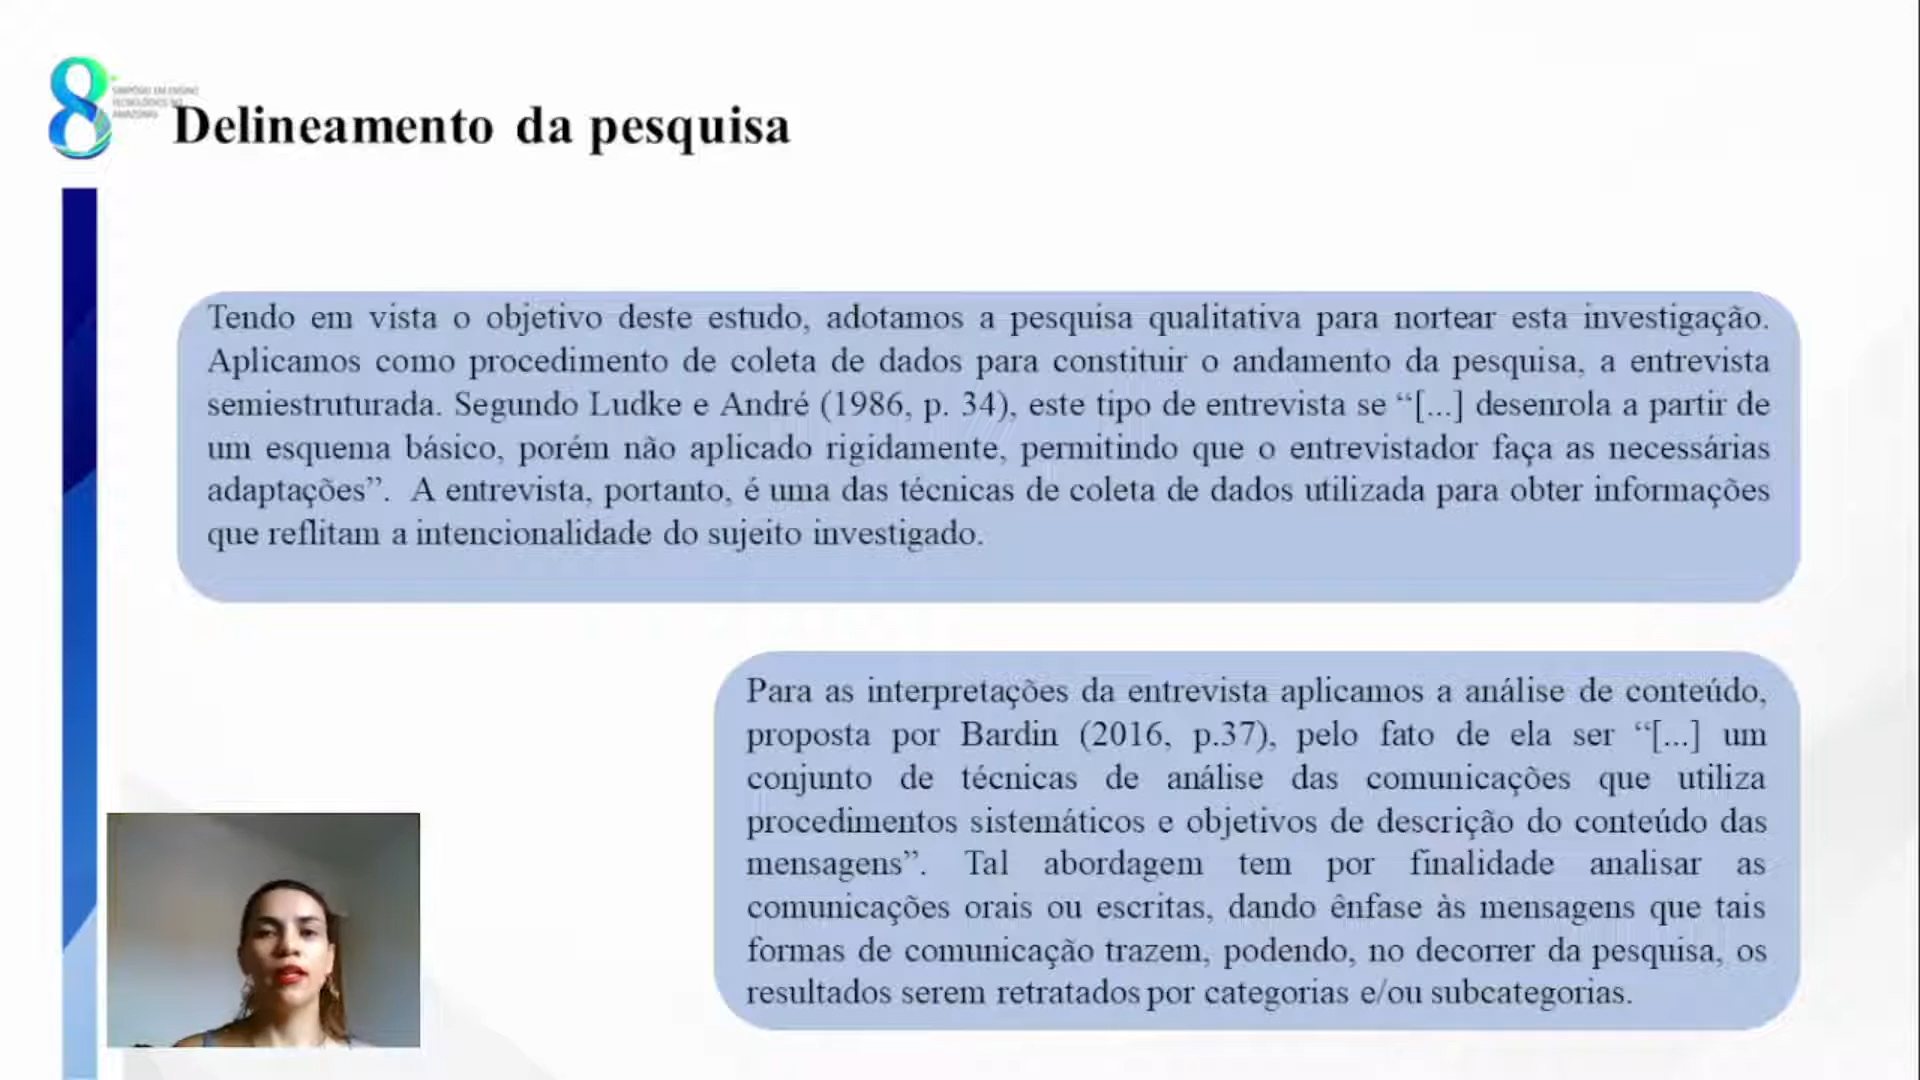 8
SIMPÓSIO EM ENSINO
TECNOLÓGICO NO
AMAZONAS
Delineamento da pesquisa
Tendo em vista o objetivo deste estudo, adotamos a pesquisa qualitativa para nortear esta investigação.
Aplicamos como procedimento de coleta de dados para constituir o andamento da pesquisa, a entrevista
semiestruturada. Segundo Ludke e André (1986, p. 34), este tipo de entrevista se “[...] desenrola a partir de
um esquema básico, porém não aplicado rigidamente, permitindo que o entrevistador faça as necessárias
adaptações”. A entrevista, portanto, é uma das técnicas de coleta de dados utilizada para obter informações
que reflitam a intencionalidade do sujeito investigado.
Para as interpretações da entrevista aplicamos a análise de conteúdo,
proposta por Bardin (2016, p.37), pelo fato de ela ser “[...] um
conjunto de técnicas de análise das comunicações que utiliza
procedimentos sistemáticos e objetivos de descrição do conteúdo das
mensagens”. Tal abordagem tem por finalidade analisar as
comunicações orais ou escritas, dando ênfase às mensagens que tais
formas de comunicação trazem, podendo, no decorrer da pesquisa, os
resultados serem retratados por categorias e/ou subcategorias.